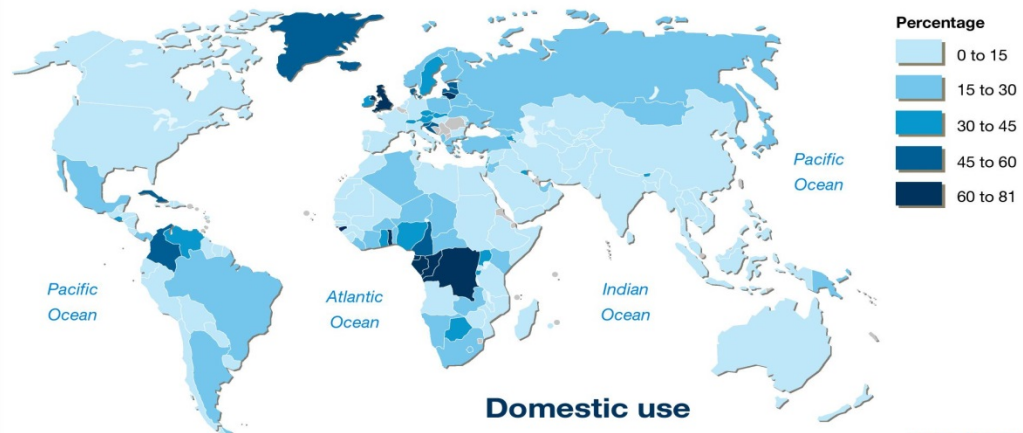 Percentage
0 to 15
15 to 30
30 to 45
45 to 60
60 to 81
Pacific
Ocean
Pacific
Ocean
Atlantic
Ocean
Indian
Ocean
Domestic use